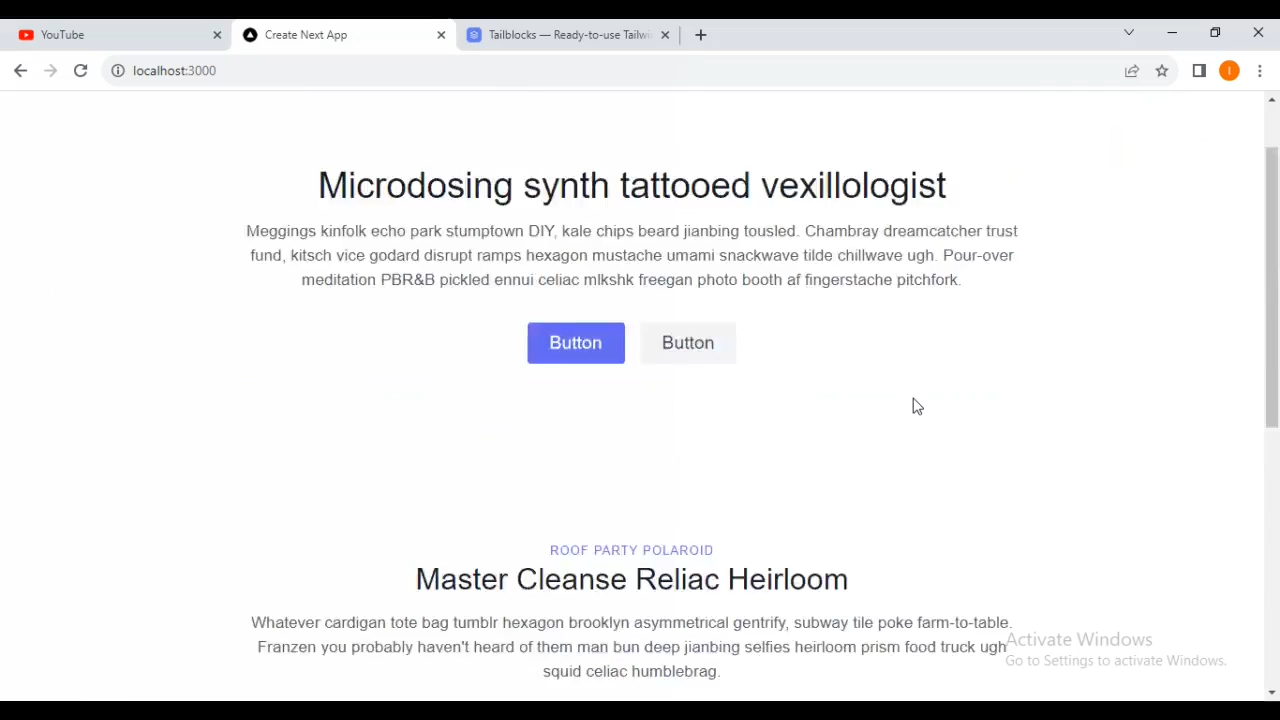 YouTube
Create Next App
Tailblocks — Ready-to-use Tailwi
localhost:3000
I
Microdosing synth tattooed vexillologist
Meggings kinfolk echo park stumptown DIY, kale chips beard jianbing tousled. Chambray dreamcatcher trust
fund, kitsch vice godard disrupt ramps hexagon mustache umami snackwave tilde chillwave ugh. Pour-over
meditation PBR&B pickled ennui celiac mlkshk freegan photo booth af fingerstache pitchfork.
Button
Button
ROOF PARTY POLAROID
Master Cleanse Reliac Heirloom
Whatever cardigan tote bag tumblr hexagon brooklyn asymmetrical gentrify, subway tile poke farm-to-table.
Franzen you probably haven't heard of them man bun deep jianbing selfies heirloom prism food truck ugh
squid celiac humblebrag.
Activate Windows
Go to Settings to activate Windows.